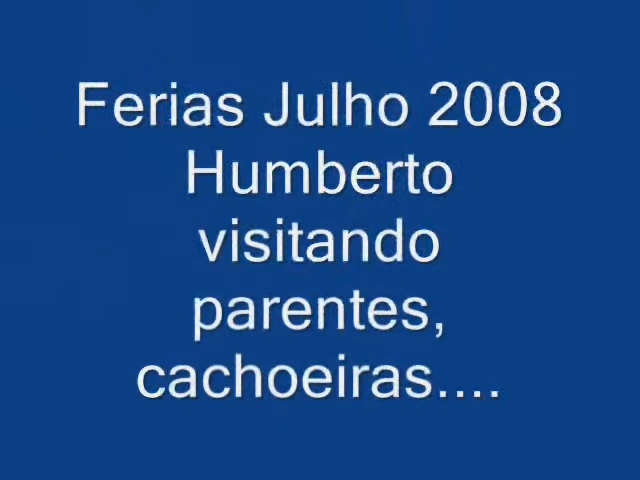 Ferias Julho 2008
Humberto
visitando
parentes,
cachoeiras....